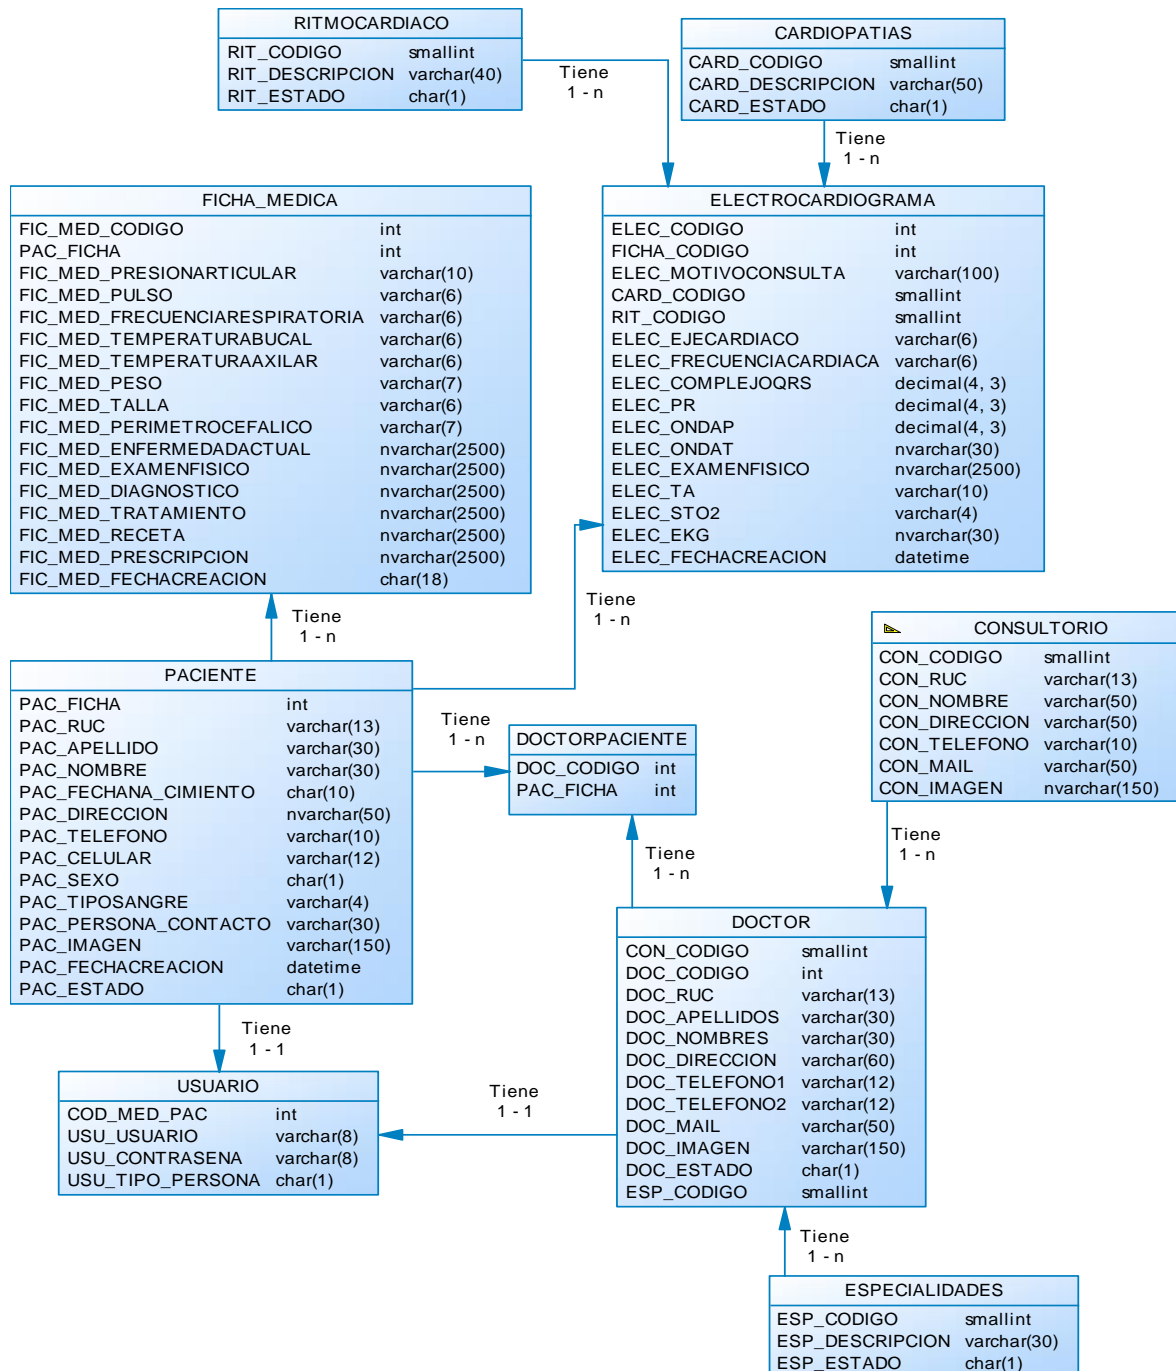 RITMOCARDIACO
RIT_CODIGO smallint
RIT_DESCRIPCION varchar(40)
RIT_ESTADO char(1)
Tiene
1 - n
CARDIOPATIAS
CARD_CODIGO smallint
CARD_DESCRIPCION varchar(50)
CARD_ESTADO char(1)
Tiene
1 - n
FICHA_MEDICA
FIC_MED_CODIGO int
PAC_FICHA int
FIC_MED_PRESIONARTICULAR varchar(10)
FIC_MED_PULSO varchar(6)
FIC_MED_FRECUENCIARESPIRATORIA varchar(6)
FIC_MED_TEMPERATURABUCAL varchar(6)
FIC_MED_TEMPERATURAAXILAR varchar(6)
FIC_MED_PESO varchar(7)
FIC_MED_TALLA varchar(6)
FIC_MED_PERIMETROCEFALICO varchar(7)
FIC_MED_ENFERMEDADACTUAL nvarchar(2500)
FIC_MED_EXAMENFISICO nvarchar(2500)
FIC_MED_DIAGNOSTICO nvarchar(2500)
FIC_MED_TRATAMIENTO nvarchar(2500)
FIC_MED_RECETA nvarchar(2500)
FIC_MED_PRESCRIPCION nvarchar(2500)
FIC_MED_FECHACREACION char(18)
ELECTROCARDIOGRAMA
ELEC_CODIGO int
FICHA_CODIGO int
ELEC_MOTIVOCONSULTA varchar(100)
CARD_CODIGO smallint
RIT_CODIGO smallint
ELEC_EJECARDIACO varchar(6)
ELEC_FRECUENCIACARDIACA varchar(6)
ELEC_COMPLEJOQRS decimal(4, 3)
ELEC_PR decimal(4, 3)
ELEC_ONDAP decimal(4, 3)
ELEC_ONDAT nvarchar(30)
ELEC_EXAMENFISICO nvarchar(2500)
ELEC_TA varchar(10)
ELEC_STO2 varchar(4)
ELEC_EKG nvarchar(30)
ELEC_FECHACREACION datetime
Tiene
1 - n
Tiene
1 - n
PACIENTE
PAC_FICHA int
PAC_RUC varchar(13)
PAC_APELLIDO varchar(30)
PAC_NOMBRE varchar(30)
PAC_FECHANA_CIMIENTO char(10)
PAC_DIRECCION nvarchar(50)
PAC_TELEFONO varchar(10)
PAC_CELULAR varchar(12)
PAC_SEXO char(1)
PAC_TIPOSANGRE varchar(4)
PAC_PERSONA_CONTACTO varchar(30)
PAC_IMAGEN varchar(150)
PAC_FECHACREACION datetime
PAC_ESTADO char(1)
Tiene
1 - n
DOCTORPACIENTE
DOC_CODIGO int
PAC_FICHA int
CONSULTORIO
CON_CODIGO smallint
CON_RUC varchar(13)
CON_NOMBRE varchar(50)
CON_DIRECCION varchar(50)
CON_TELEFONO varchar(10)
CON_MAIL varchar(50)
CON_IMAGEN nvarchar(150)
Tiene
1 - n
Tiene
1 - n
DOCTOR
CON_CODIGO smallint
DOC_CODIGO int
DOC_RUC varchar(13)
DOC_APELLIDOS varchar(30)
DOC_NOMBRES varchar(30)
DOC_DIRECCION varchar(60)
DOC_TELEFONO1 varchar(12)
DOC_TELEFONO2 varchar(12)
DOC_MAIL varchar(50)
DOC_IMAGEN varchar(150)
DOC_ESTADO char(1)
ESP_CODIGO smallint
Tiene
1 - 1
USUARIO
COD_MED_PAC int
USU_USUARIO varchar(8)
USU_CONTRASENA varchar(8)
USU_TIPO_PERSONA char(1)
Tiene
1 - 1
Tiene
1 - n
ESPECIALIDADES
ESP_CODIGO smallint
ESP_DESCRIPCION varchar(30)
ESP_ESTADO char(1)